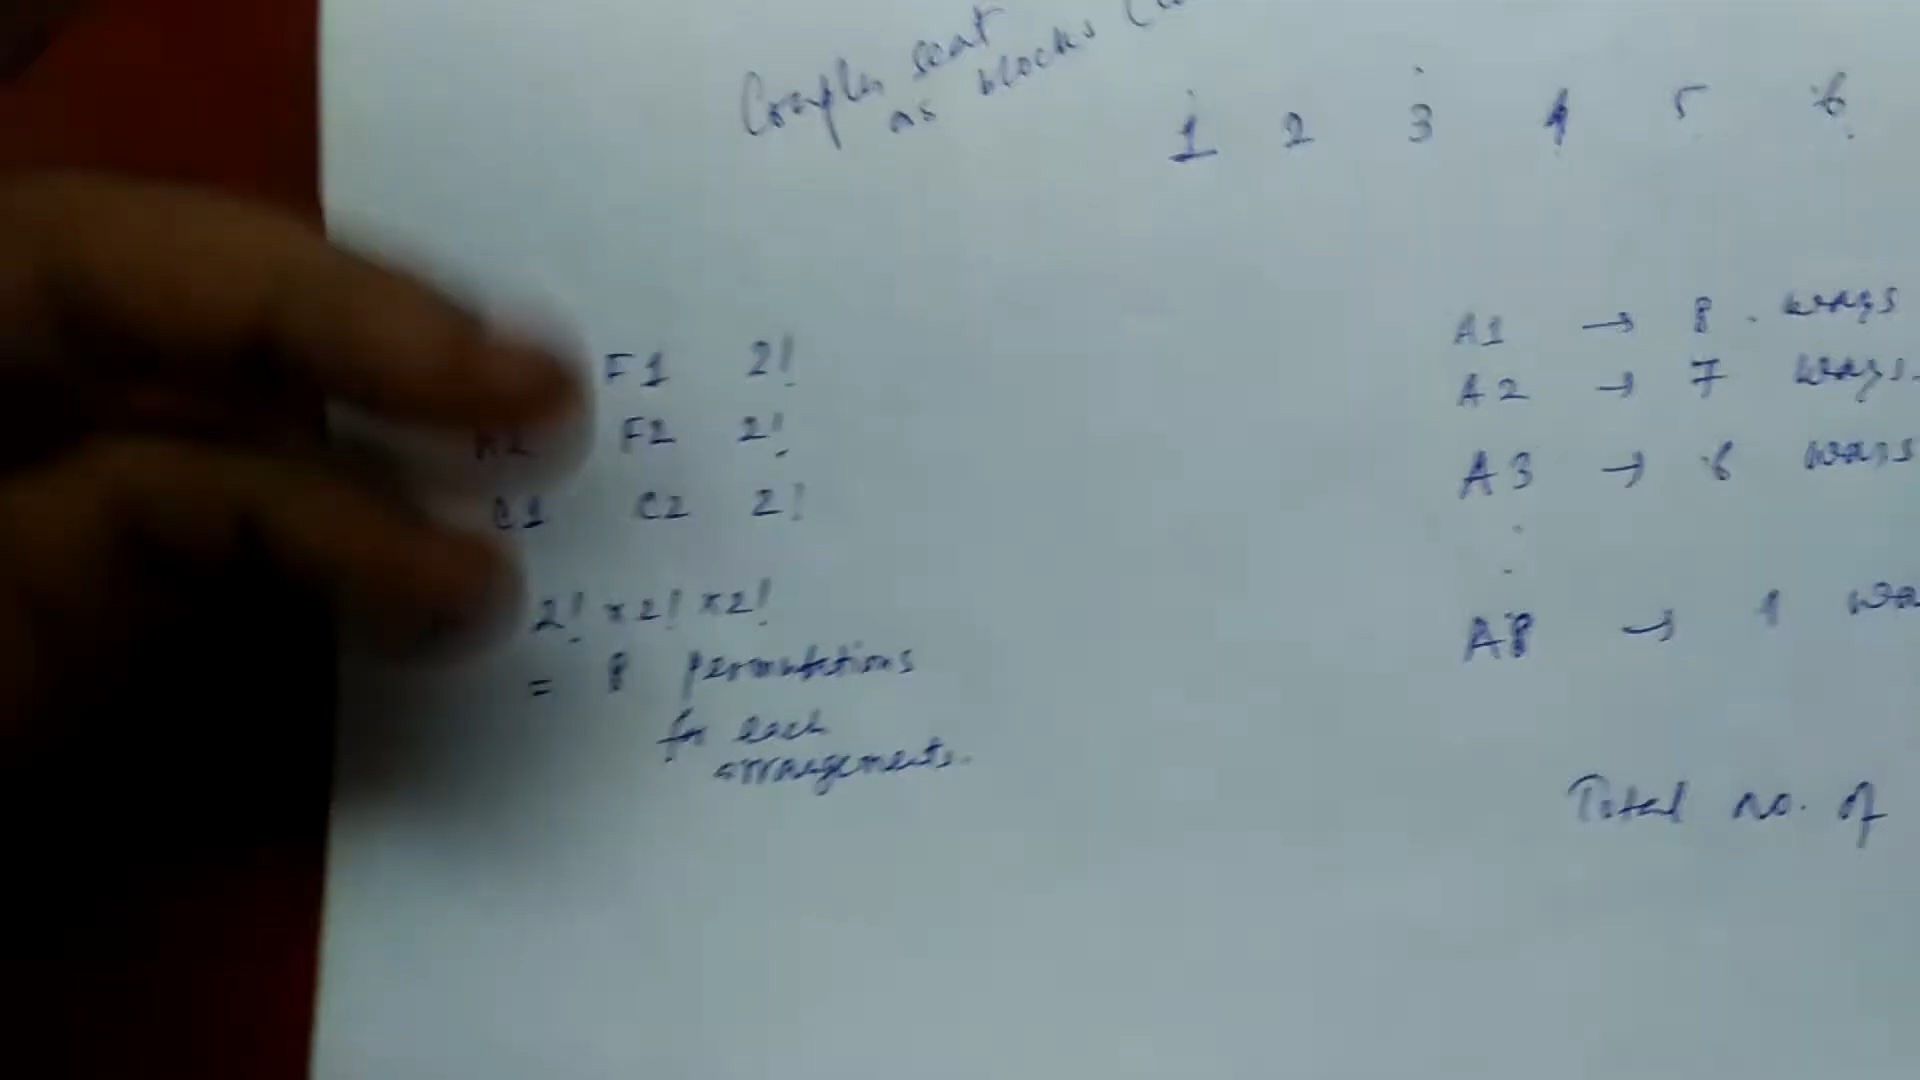 Couples seat
as blocks
1 2 3 4 5 6
F1 2!
F2 2!
C1 C2 2!
2! x 2! x 2!
= 8 permutations
for each
arrangements.
A1 → 8 ways
A2 → 7 ways.
A3 → 6 ways
.
.
A8 → 1
Total no. of